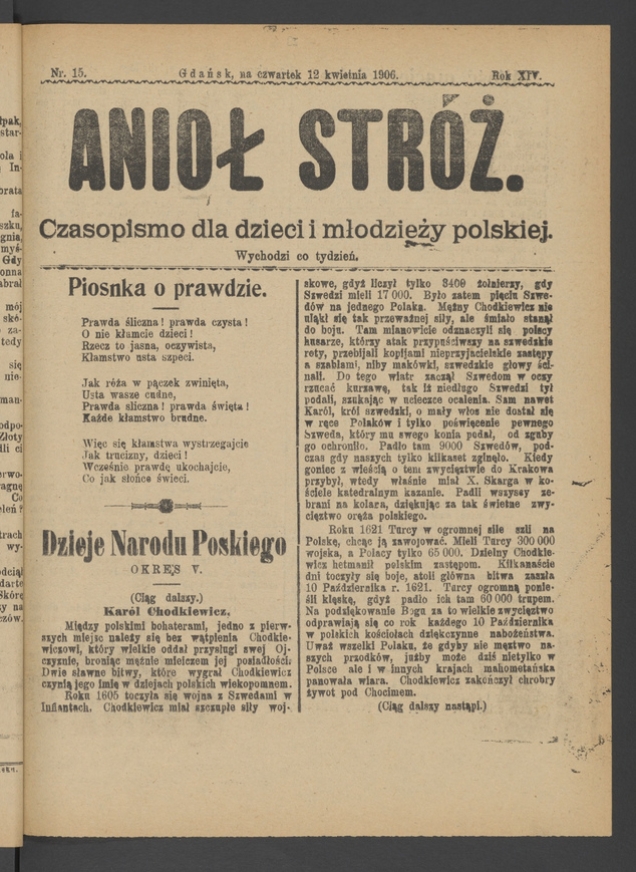 Nr. 15.
Gdańsk, na czwartek 12 kwietnia 1906.
Rok XIV.
ANIOŁ STRÓŻ.
Czasopismo dla dzieci i młodzieży polskiej.
Wychodzi co tydzień.
Piosnka o prawdzie.
Prawda śliczna! prawda czysta!
O nie kłamcie dzieci!
Rzecz to jasna, oczywista,
Kłamstwo usta szpeci.
Jak róża w pączek zwinięta,
Usta wasze cudne,
Prawda śliczna! prawda święta!
Każde kłamstwo brudne.
Więc się kłamstwa wystrzegajcie
Jak trucizny, dzieci!
Wcześnie prawdę ukochajcie,
Co jak słońce świeci.
Dzieje Narodu Poskiego
OKRES V.
(Ciąg dalszy.)
Karól Chodkiewicz,
Między polskimi bohaterami, jedno z pierw-
szych miejsc należy się bez wątpienia Chodkie-
wiczowi, który wielkie oddał przysługi swej Oj-
czyznie, broniąc mężnie mieczem jej posiadłości.
Dwie sławne bitwy, które wygrał Chodkiewicz
czynią jego imię w dziejach polskich wiekopomnem.
Roku 1605 toczyła się wojna z Szwedami w
Inflantach. Chodkiewicz miał szczupłe siły woj-
skowe, gdyż liczył tylko 3400 żołnierzy, gdy
Szwedzi mieli 17 000. Było zatem pięciu Szwe-
dów na jednego Polaka. Mężny Chodkiewicz nie
uląkł się tak przeważnej siły, ale śmiało stanął
do boju. Tam mianowicie odznaczyli się polscy
husarze, którzy atak przypuściwszy na szwedzkie
roty, przebijali kopijami nieprzyjacielskie zastępy
a szablami, niby makówki, szwedzkie głowy ści-
nali. Do tego wiatr zaczął Szwedom w oczy
rzucać kurzawę, tak iż niedługo Szwedzi tył
podali, szukając w ucieczce ocalenia. Sam nawet
Karól, król szwedzki, o mały włos nie dostał się
w ręce Polaków i tylko poświęcenie pewnego
Szweda, który mu swego konia podał, od zguby
go ochroniło. Padło tam 9000 Szwedów, pod-
czas gdy naszych tylko kilkaset zginęło. Kiedy
goniec z wieścią o tem zwycięztwie do Krakowa
przybył, wtedy właśnie miał X. Skarga w ko-
ściele katedralnym kazanie. Padli wszyscy ze-
brani na kolana, dziękując za tak świetne zwy-
cięztwo oręża polskiego.
Roku 1621 Turcy w ogromnej sile szli na
Polskę, chcąc ją zawojować. Mieli Turcy 300 000
wojska, a Polacy tylko 65 000. Dzielny Chodkie-
wicz hetmanił polskim zastępom. Kilkanaście
dni toczyły się boje, atoli główna bitwa zaszła
10 Października r. 1621. Turcy ogromną ponie-
śli klęskę, gdyż padło ich tam 60 000 trupem.
Na podziękowanie Bogu za to wielkie zwycięztwo
odprawiają się co rok każdego 10 Października
w polskich kościołach dziękczynne nabożeństwa.
Uważ wszelki Polaku, że gdyby nie męztwo na-
szych przodków, jużby może dziś nietylko w
Polsce ale i w innych krajach mahometańska
panowała wiara. Chodkiewicz zakończył chrobry
żywot pod Chocimem.
(Ciąg dalszy nastąpi.)